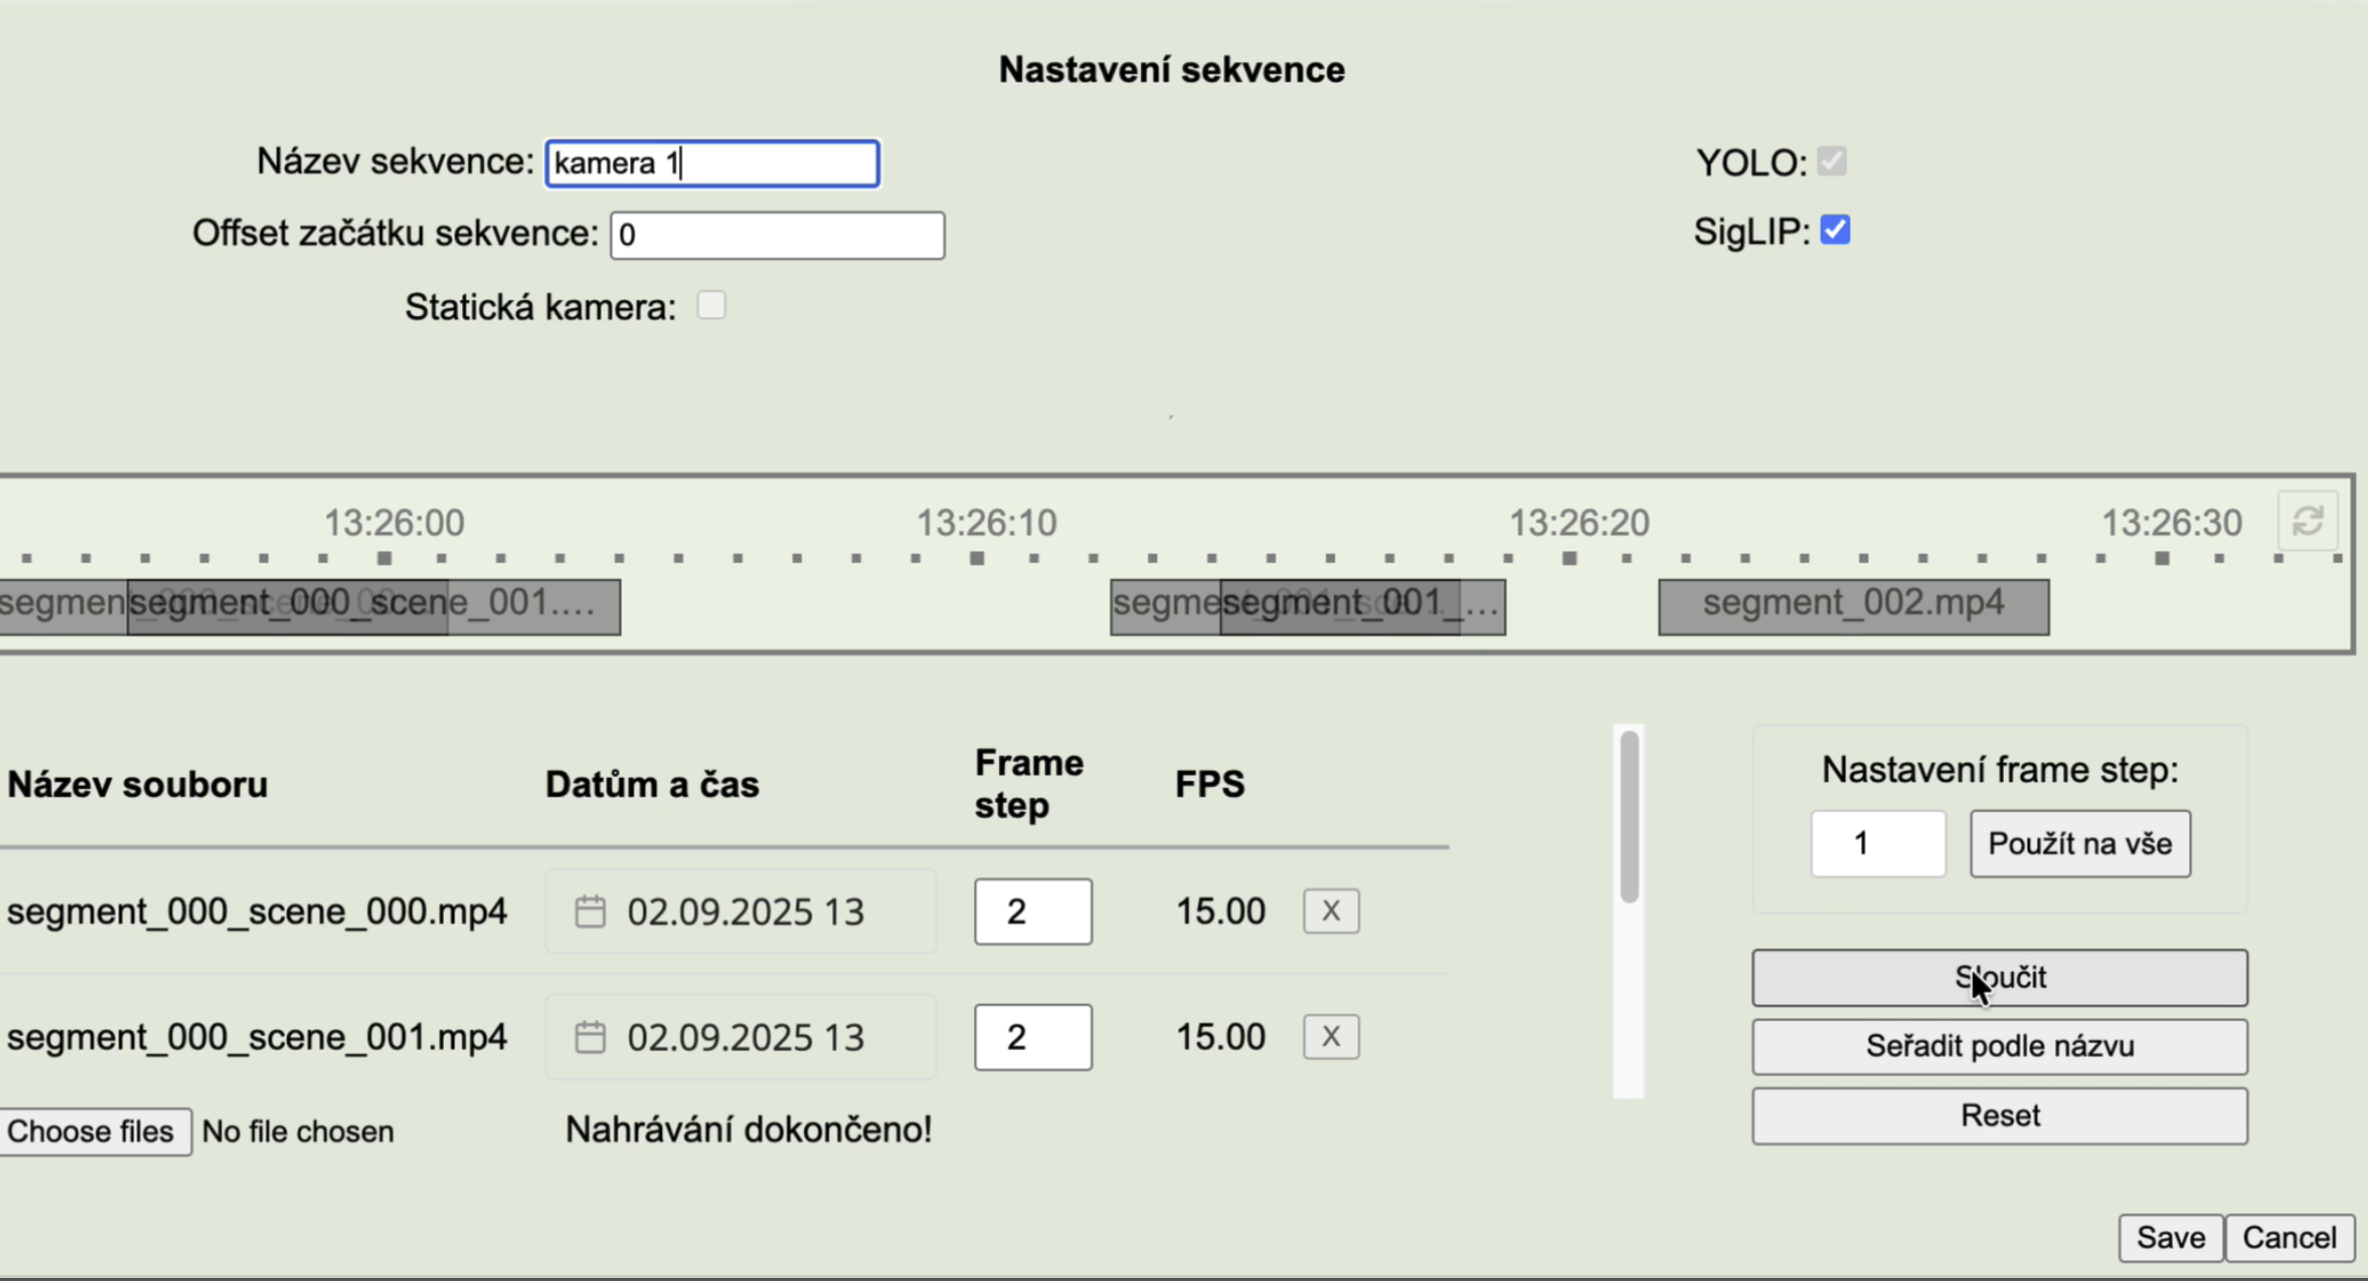 Nastavení sekvence
Název sekvence: kamera 1
YOLO:
Offset začátku sekvence: 0
SigLIP:
Statická kamera:
13:26:00 13:26:10 13:26:20 13:26:30
segment_000_scene_001.... segment_001_... segment_002.mp4
Název souboru Datům a čas Frame step FPS
segment_000_scene_000.mp4 02.09.2025 13 2 15.00 X
segment_000_scene_001.mp4 02.09.2025 13 2 15.00 X
Choose files No file chosen Nahrávání dokončeno!
Nastavení frame step:
1 Použít na vše
Sloučit
Seřadit podle názvu
Reset
Save Cancel